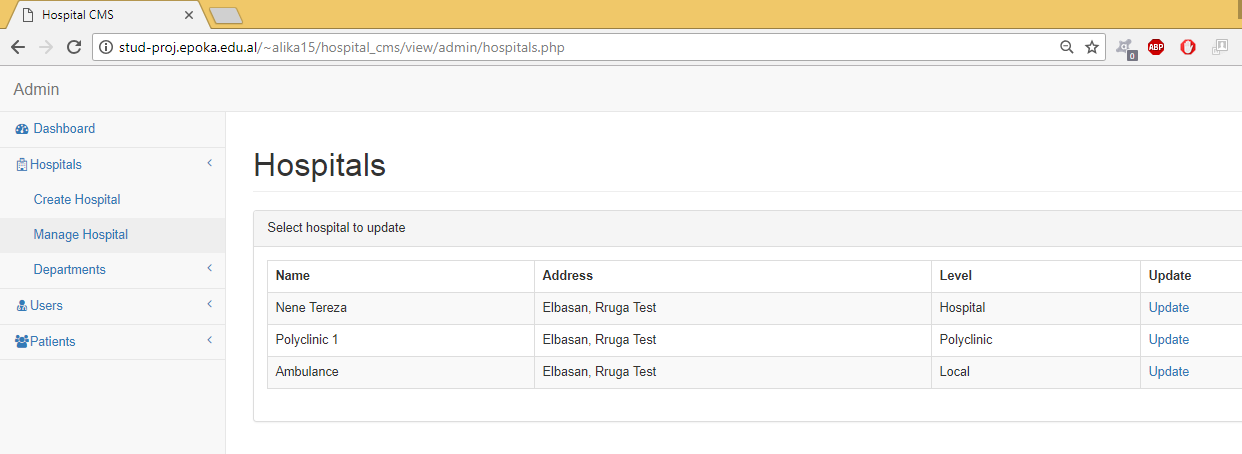 Hospital CMS
stud-proj.epoka.edu.al/~alika15/hospital_cms/view/admin/hospitals.php
0
ABP
Admin
Dashboard
Hospitals
Create Hospital
Manage Hospital
Departments
Users
Patients
Hospitals
Select hospital to update
Name Address Level Update
Nene Tereza Elbasan, Rruga Test Hospital Update
Polyclinic 1 Elbasan, Rruga Test Polyclinic Update
Ambulance Elbasan, Rruga Test Local Update